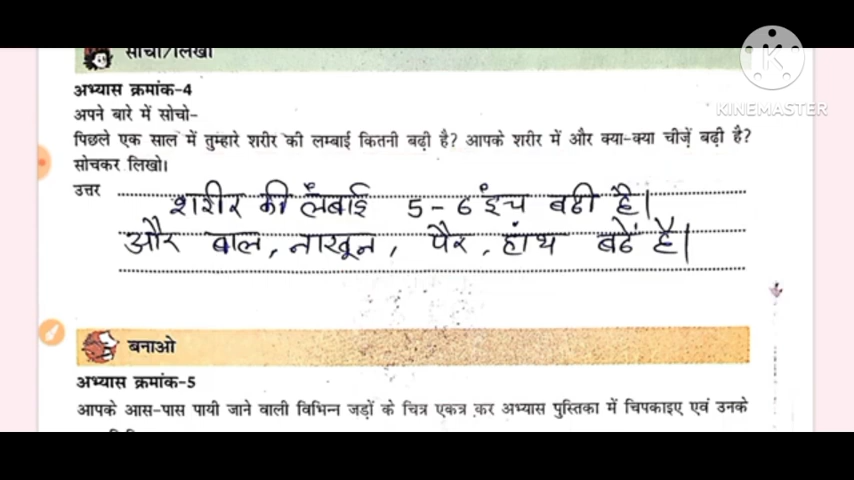 सोचो/लिखो
KINEMASTER
अभ्यास क्रमांक-4
अपने बारे में सोचो-
पिछले एक साल में तुम्हारे शरीर की लम्बाई कितनी बढ़ी है? आपके शरीर में और क्या-क्या चीज़ें बढ़ी है?
सोचकर लिखो।
उत्तर
शरीर की लंबाई 5-6 इंच बढी है।
और बाल, नाखून, पैर, हांथ बढें है।
बनाओ
अभ्यास क्रमांक-5
आपके आस-पास पायी जाने वाली विभिन्न जड़ों के चित्र एकत्र कर अभ्यास पुस्तिका में चिपकाइए एवं उनके